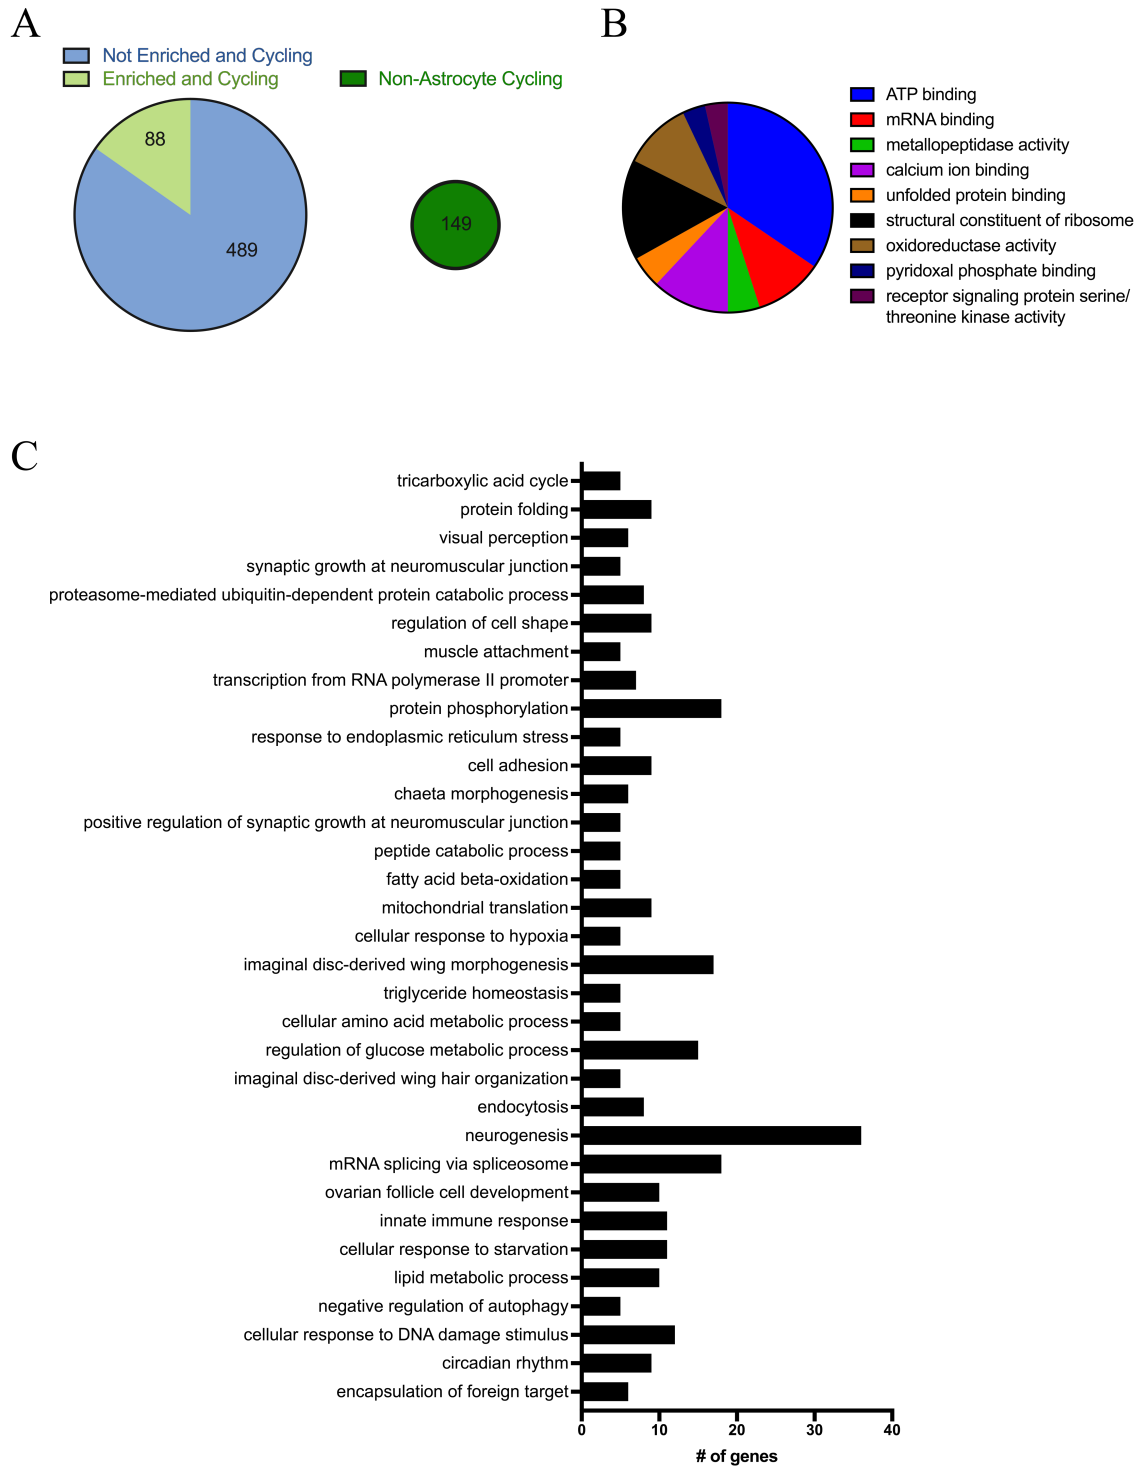 A
Not Enriched and Cycling
Enriched and Cycling
Non-Astrocyte Cycling
88
489
149
B
ATP binding
mRNA binding
metallopeptidase activity
calcium ion binding
unfolded protein binding
structural constituent of ribosome
oxidoreductase activity
pyridoxal phosphate binding
receptor signaling protein serine/
threonine kinase activity
C
tricarboxylic acid cycle
protein folding
visual perception
synaptic growth at neuromuscular junction
proteasome-mediated ubiquitin-dependent protein catabolic process
regulation of cell shape
muscle attachment
transcription from RNA polymerase II promoter
protein phosphorylation
response to endoplasmic reticulum stress
cell adhesion
chaeta morphogenesis
positive regulation of synaptic growth at neuromuscular junction
peptide catabolic process
fatty acid beta-oxidation
mitochondrial translation
cellular response to hypoxia
imaginal disc-derived wing morphogenesis
triglyceride homeostasis
cellular amino acid metabolic process
regulation of glucose metabolic process
imaginal disc-derived wing hair organization
endocytosis
neurogenesis
mRNA splicing via spliceosome
ovarian follicle cell development
innate immune response
cellular response to starvation
lipid metabolic process
negative regulation of autophagy
cellular response to DNA damage stimulus
circadian rhythm
encapsulation of foreign target
0 10 20 30 40
# of genes